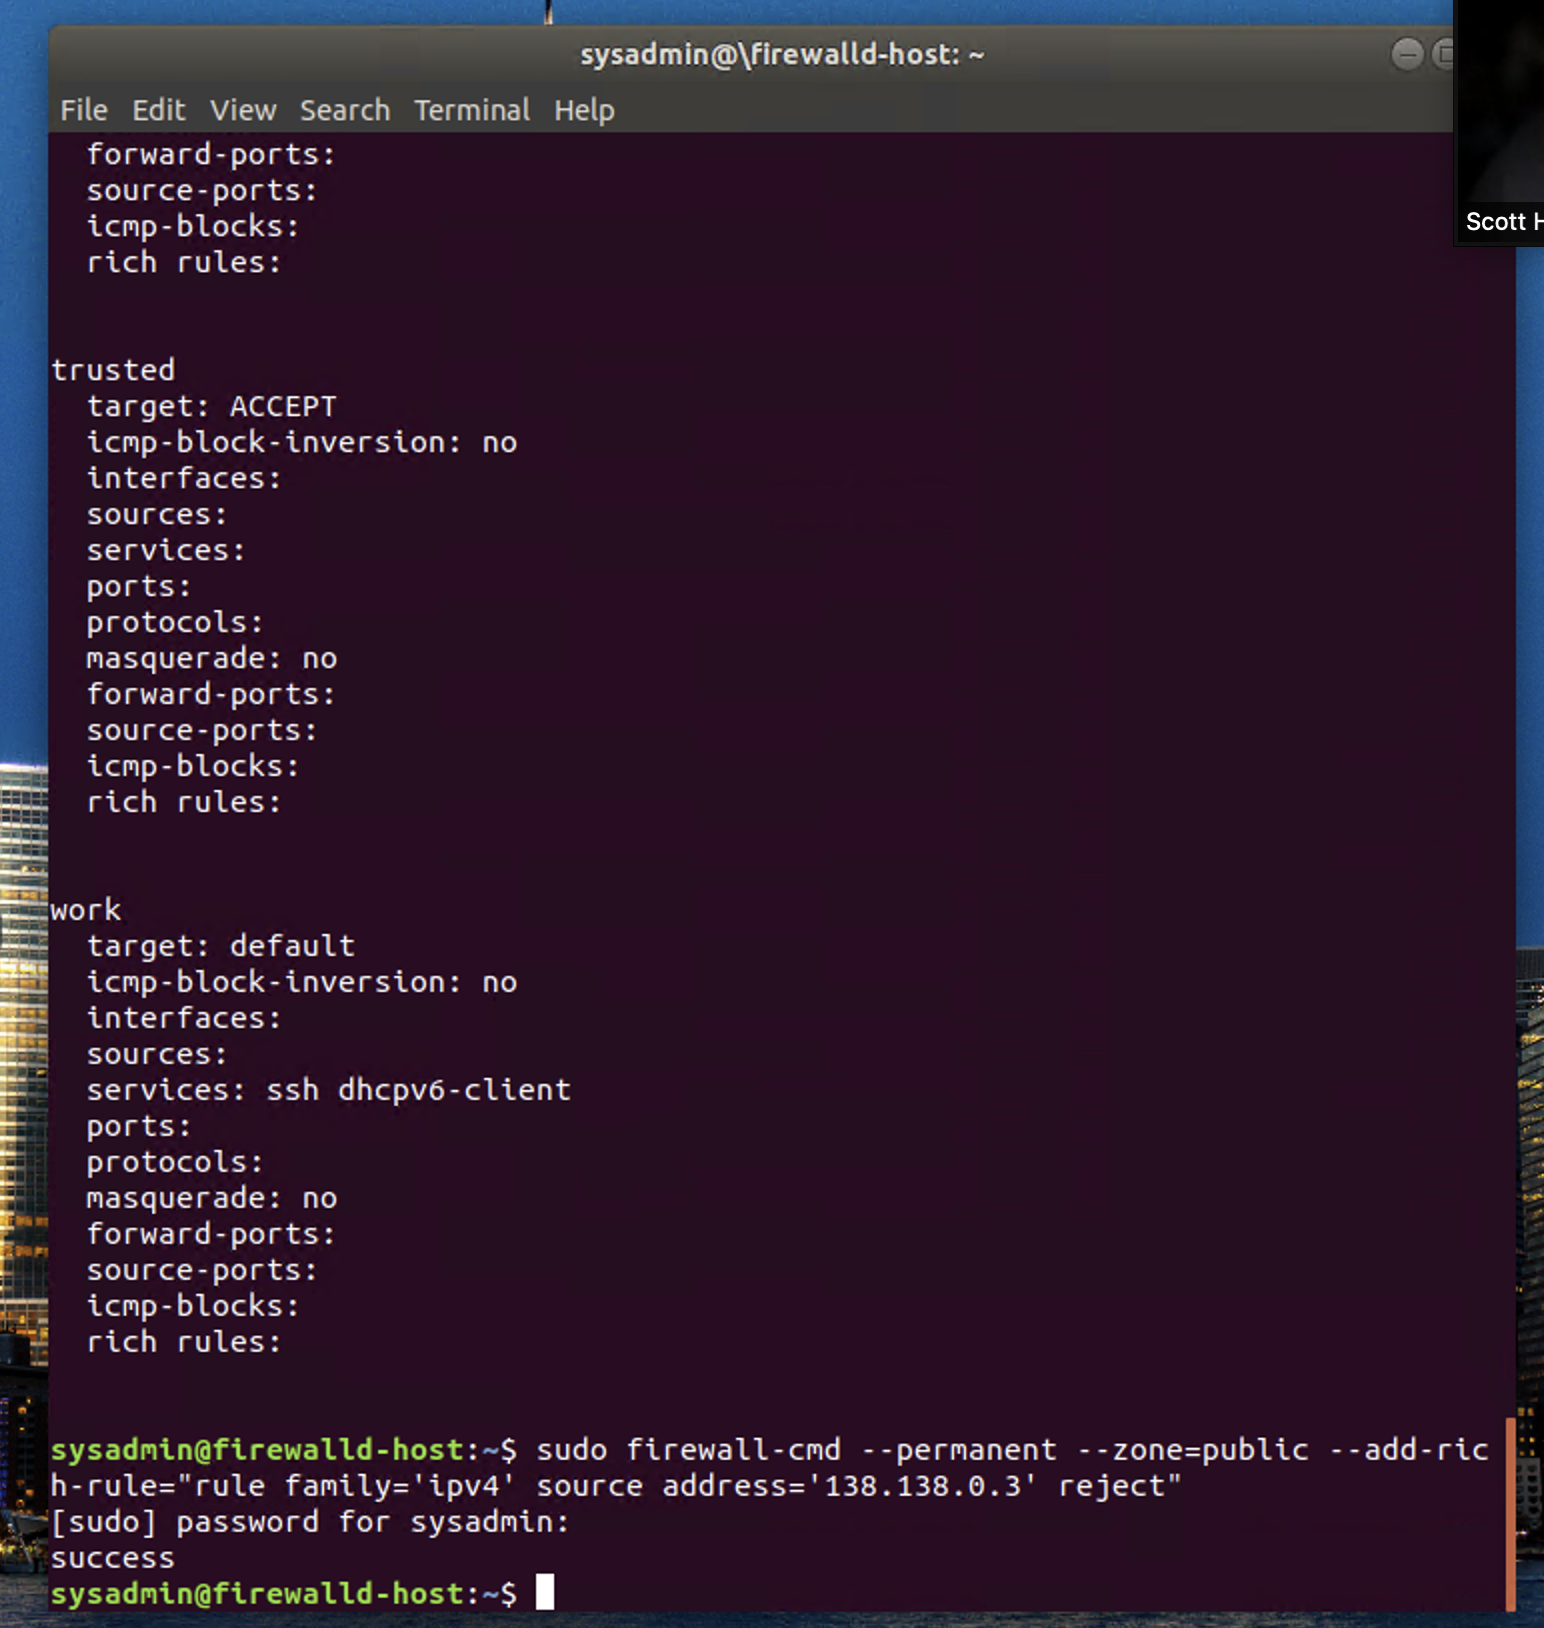 sysadmin@\firewalld-host: ~
File Edit View Search Terminal Help
Scott H
forward-ports:
source-ports:
icmp-blocks:
rich rules:
trusted
target: ACCEPT
icmp-block-inversion: no
interfaces:
sources:
services:
ports:
protocols:
masquerade: no
forward-ports:
source-ports:
icmp-blocks:
rich rules:
work
target: default
icmp-block-inversion: no
interfaces:
sources:
services: ssh dhcpv6-client
ports:
protocols:
masquerade: no
forward-ports:
source-ports:
icmp-blocks:
rich rules:
sysadmin@firewalld-host:~$ sudo firewall-cmd --permanent --zone=public --add-ric
h-rule="rule family='ipv4' source address='138.138.0.3' reject"
[sudo] password for sysadmin:
success
sysadmin@firewalld-host:~$